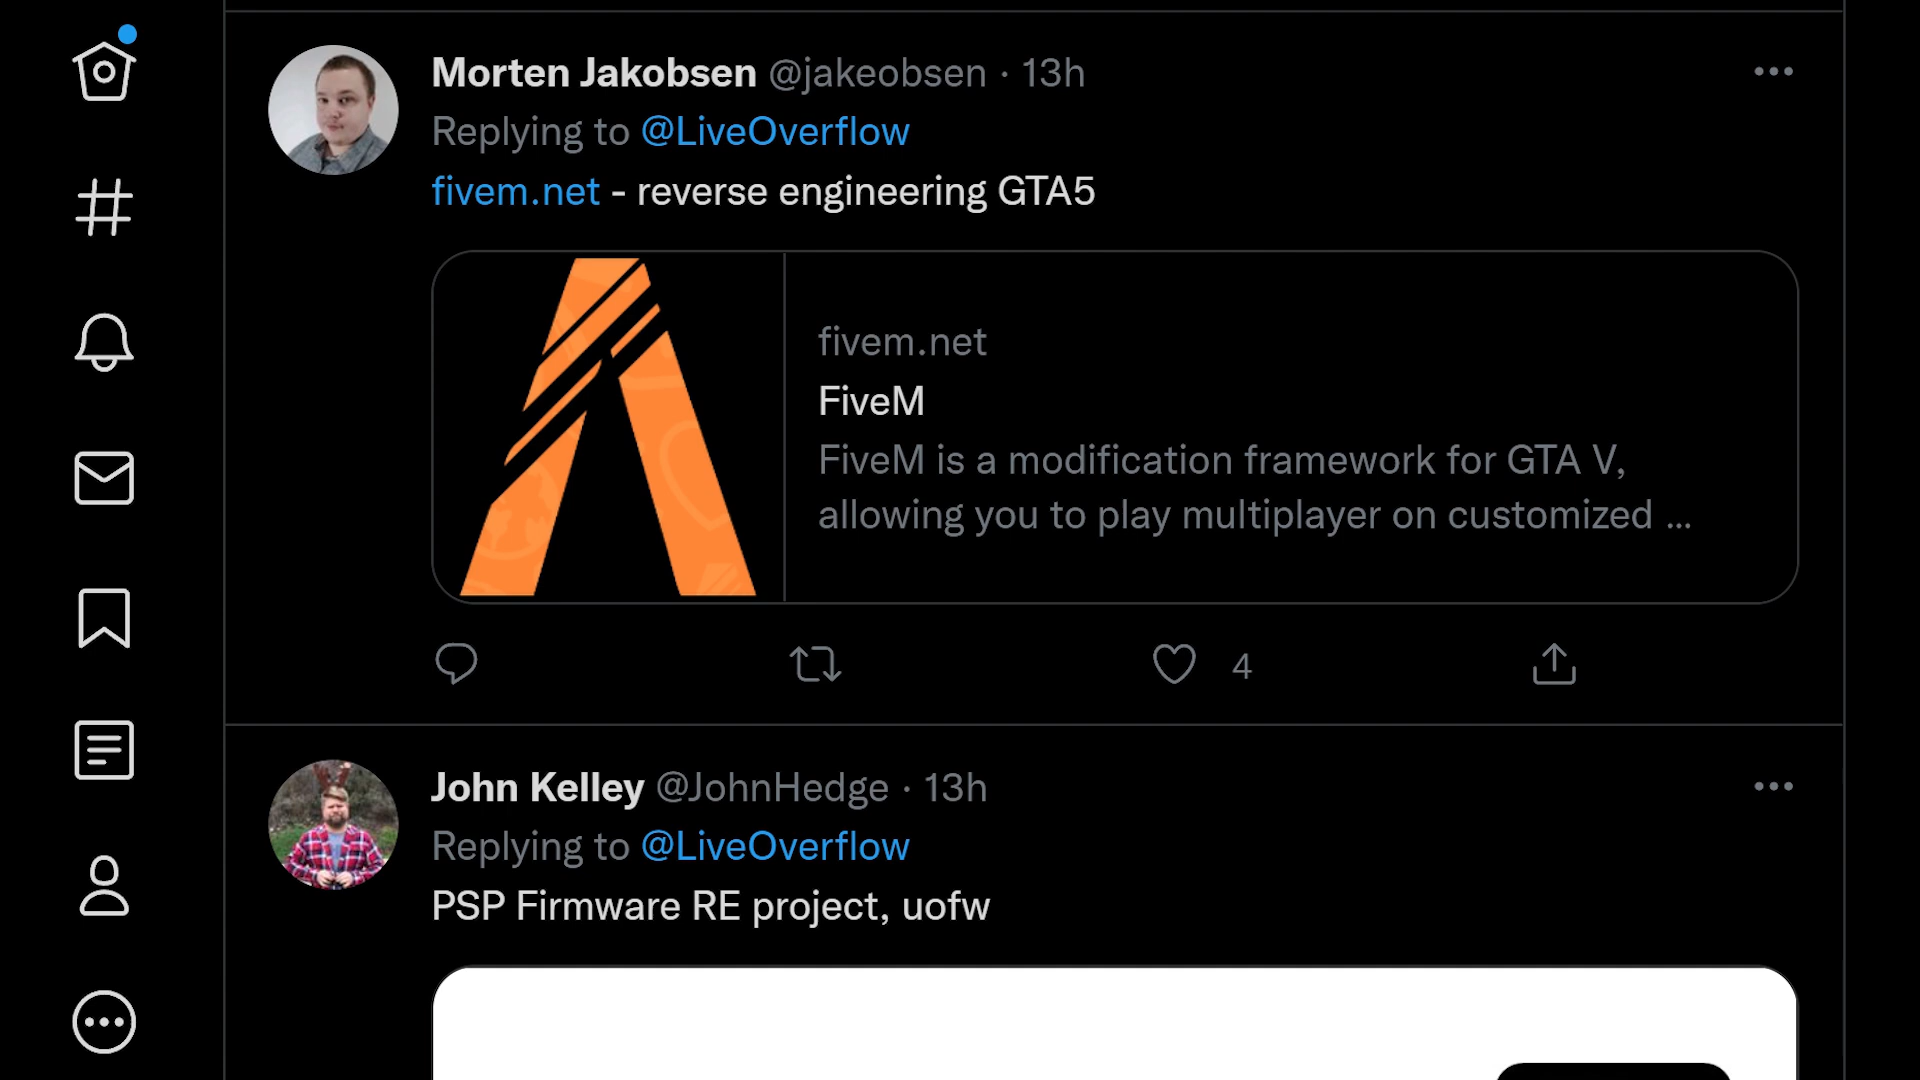 Morten Jakobsen @jakeobsen · 13h
Replying to @LiveOverflow
fivem.net - reverse engineering GTA5
fivem.net
FiveM
FiveM is a modification framework for GTA V,
allowing you to play multiplayer on customized ...
4
John Kelley @JohnHedge · 13h
Replying to @LiveOverflow
PSP Firmware RE project, uofw